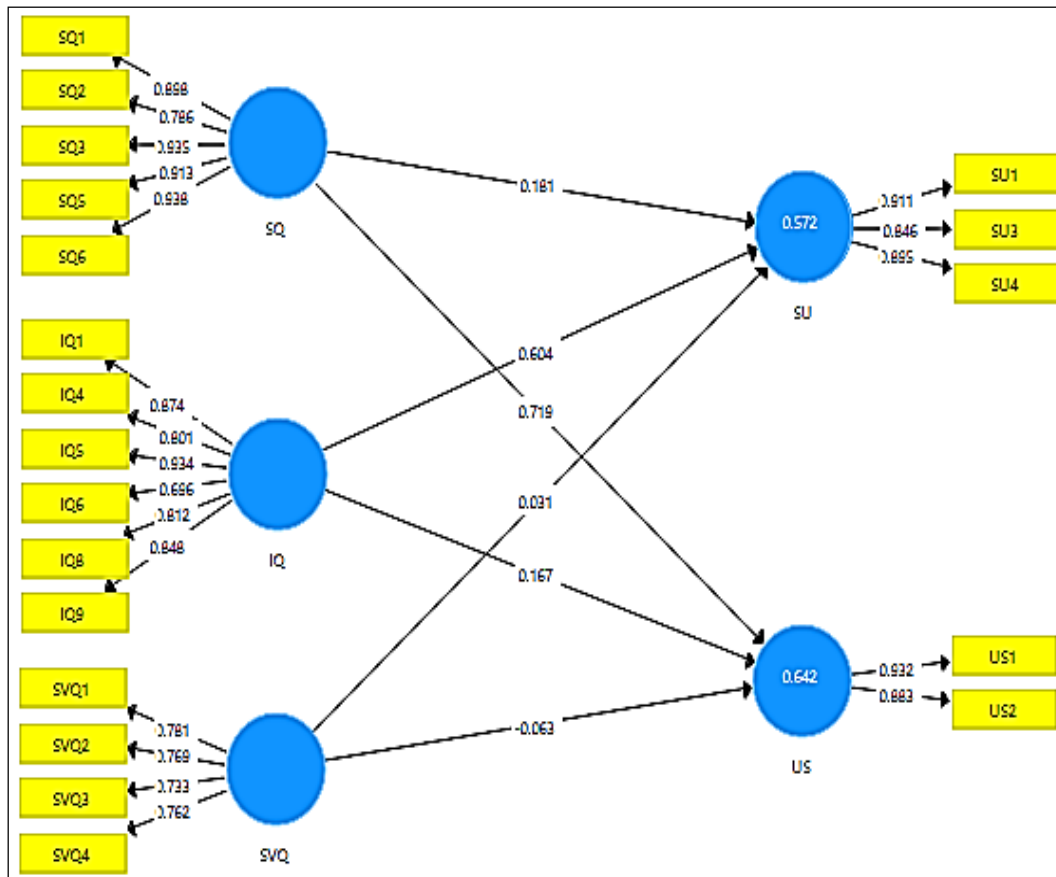 SQ1
SQ2
SQ3
SQ5
SQ6
0.898
0.786
0.935
0.913
0.938
SQ
IQ1
IQ4
IQ5
IQ6
IQ8
IQ9
0.874
0.801
0.934
0.696
0.812
0.848
IQ
SVQ1
SVQ2
SVQ3
SVQ4
0.781
0.769
0.733
0.762
SVQ
0.181
0.604
0.719
0.031
0.167
-0.063
0.572
SU
0.911
0.846
0.895
SU1
SU3
SU4
0.642
US
0.932
0.883
US1
US2